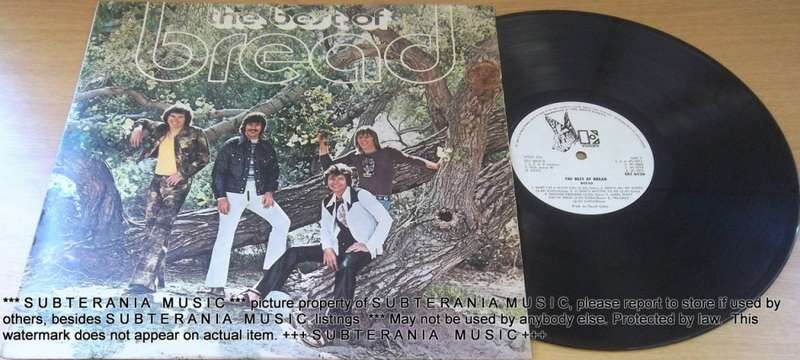 the best of
bread
THE BEST OF BREAD
BREAD
*** S U B T E R A N I A   M U S I C *** picture property of S U B T E R A N I A M U S I C, please report to store if used by
others, besides S U B T E R A N I A   M U S I C  listings  *** May not be used by anybody else. Protected by law.  This
watermark does not appear on actual item. +++ S U B T E R A N I A   M U S I C +++